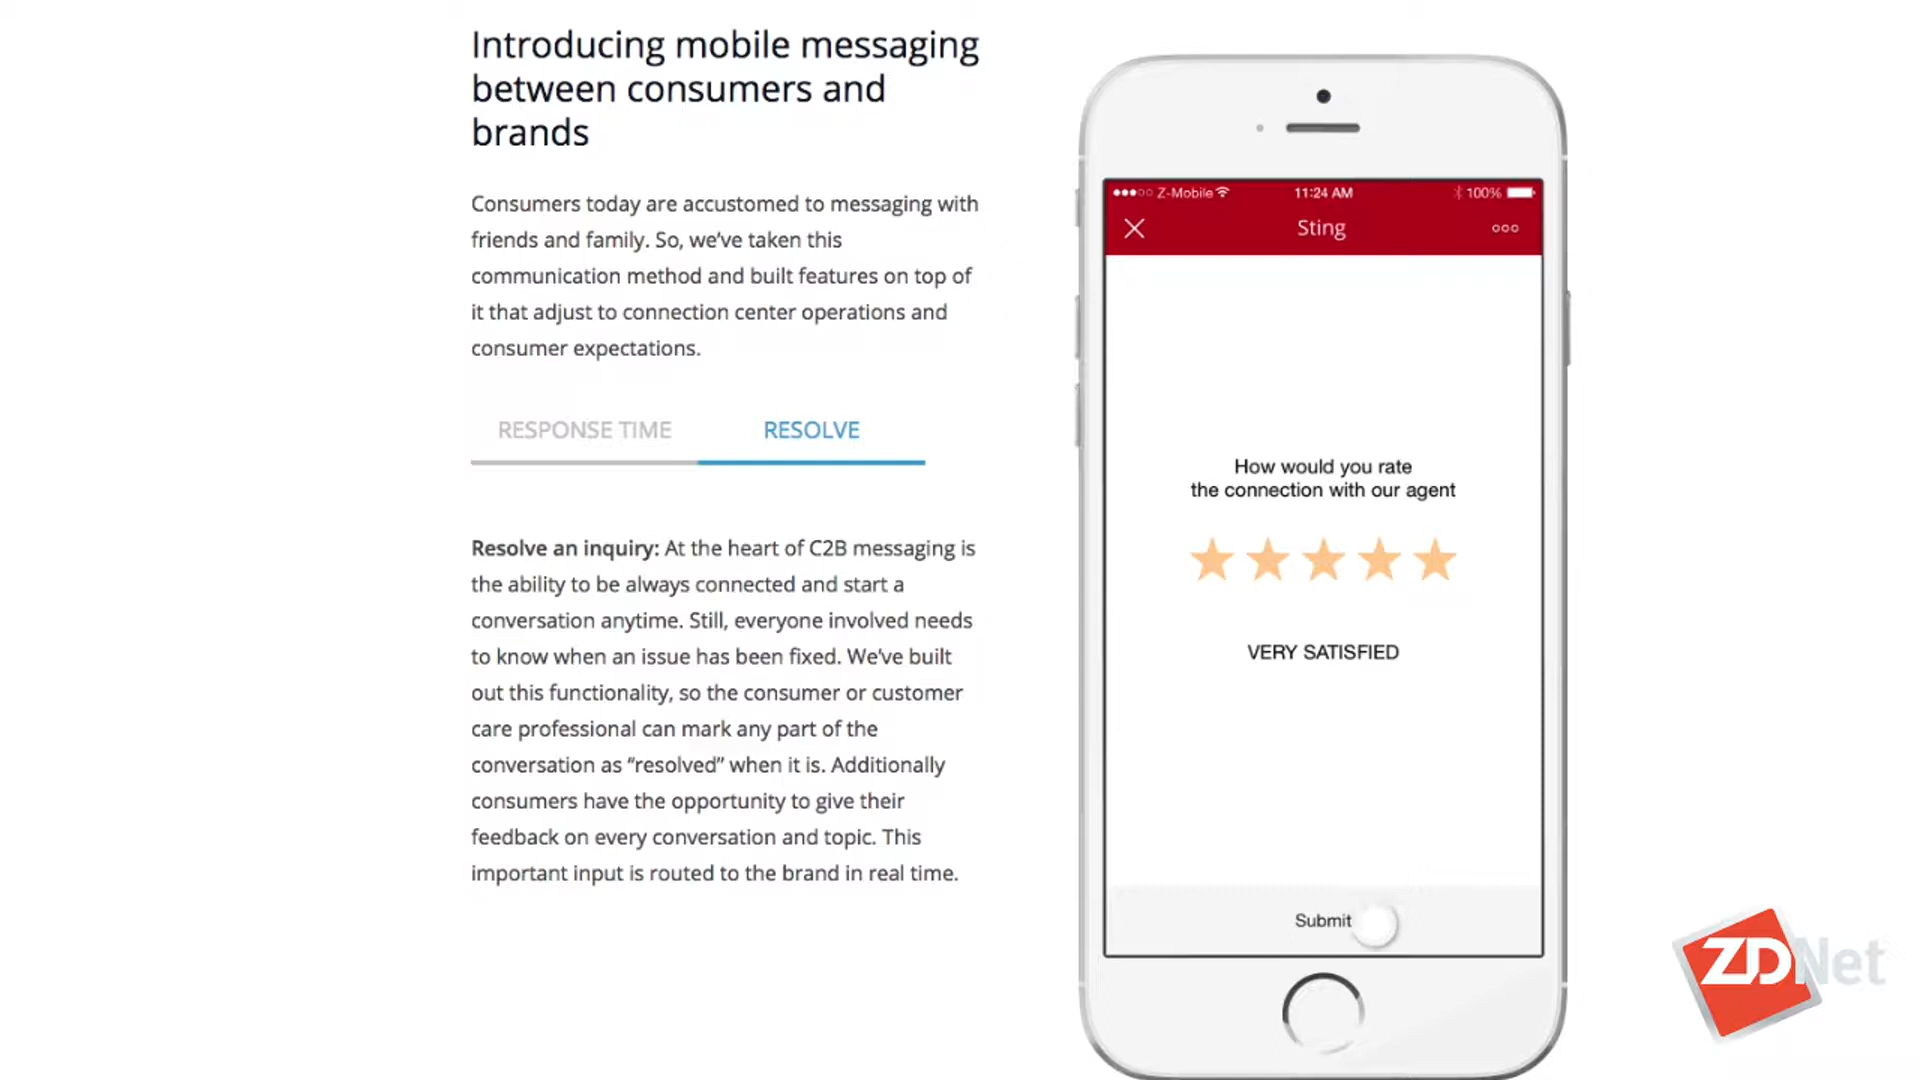 Introducing mobile messaging
between consumers and
brands
Consumers today are accustomed to messaging with
friends and family. So, we’ve taken this
communication method and built features on top of
it that adjust to connection center operations and
consumer expectations.
RESPONSE TIME
RESOLVE
Resolve an inquiry: At the heart of C2B messaging is
the ability to be always connected and start a
conversation anytime. Still, everyone involved needs
to know when an issue has been fixed. We’ve built
out this functionality, so the consumer or customer
care professional can mark any part of the
conversation as “resolved” when it is. Additionally
consumers have the opportunity to give their
feedback on every conversation and topic. This
important input is routed to the brand in real time.
Z-Mobile 11:24 AM 100%
Sting
How would you rate
the connection with our agent
VERY SATISFIED
Submit
ZDNet